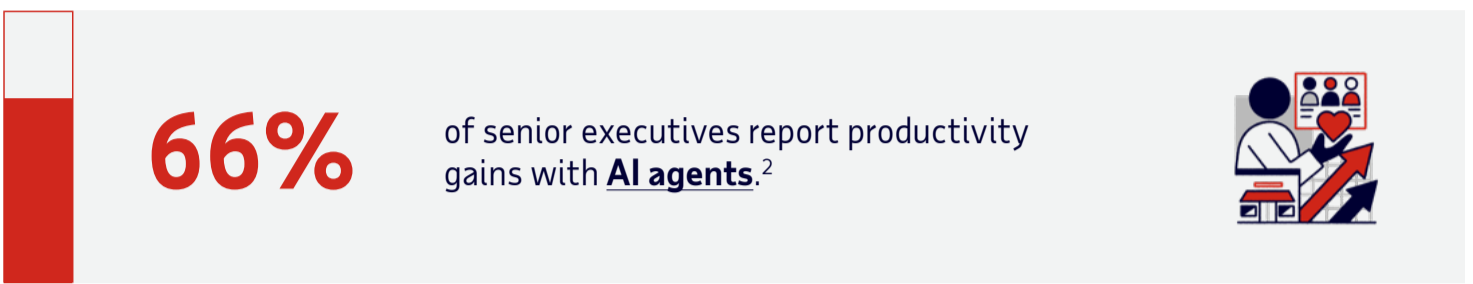 66%
of senior executives report productivity
gains with AI agents.²